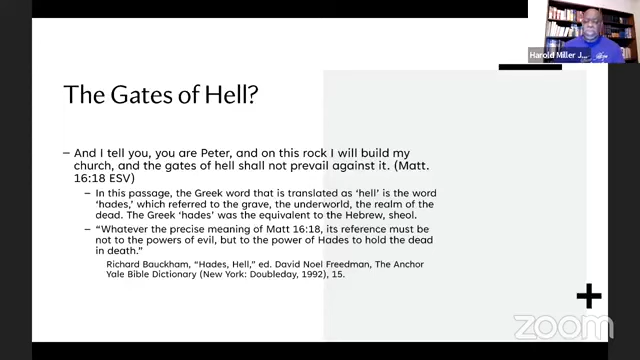 Harold Miller J...
The Gates of Hell?
– And I tell you, you are Peter, and on this rock I will build my
church, and the gates of hell shall not prevail against it. (Matt.
16:18 ESV)
– In this passage, the Greek word that is translated as ‘hell’ is the word
‘hades,’ which referred to the grave, the underworld, the realm of the
dead. The Greek ‘hades’ was the equivalent to the Hebrew, sheol.
– “Whatever the precise meaning of Matt 16:18, its reference must be
not to the powers of evil, but to the power of Hades to hold the dead
in death.”
Richard Bauckham, “Hades, Hell,” ed. David Noel Freedman, The Anchor
Yale Bible Dictionary (New York: Doubleday, 1992), 15.
zoom